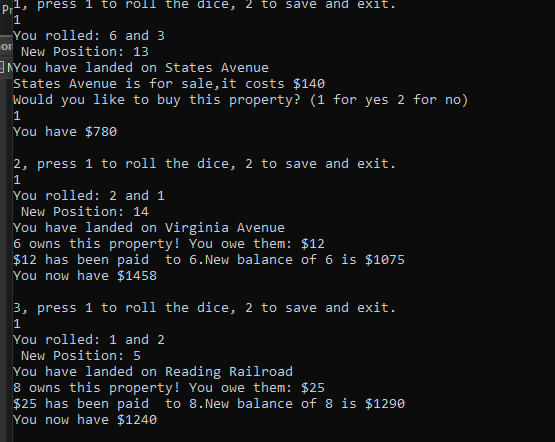 1, press 1 to roll the dice, 2 to save and exit.
1
You rolled: 6 and 3
 New Position: 13
You have landed on States Avenue
States Avenue is for sale,it costs $140
Would you like to buy this property? (1 for yes 2 for no)
1
You have $780

2, press 1 to roll the dice, 2 to save and exit.
1
You rolled: 2 and 1
 New Position: 14
You have landed on Virginia Avenue
6 owns this property! You owe them: $12
$12 has been paid  to 6.New balance of 6 is $1075
You now have $1458

3, press 1 to roll the dice, 2 to save and exit.
1
You rolled: 1 and 2
 New Position: 5
You have landed on Reading Railroad
8 owns this property! You owe them: $25
$25 has been paid  to 8.New balance of 8 is $1290
You now have $1240